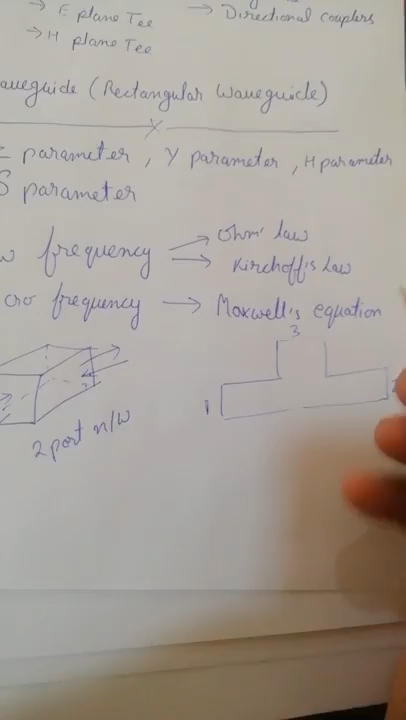 → E plane Tee → Directional couplers
→ H plane Tee
aveguide (Rectangular Waveguide)
Z parameter, Y parameter, H parameter
S parameter
w frequency → Ohm' law
→ Kirchoff's Law
cro frequency → Maxwell's equation
3
1
2 port n/w